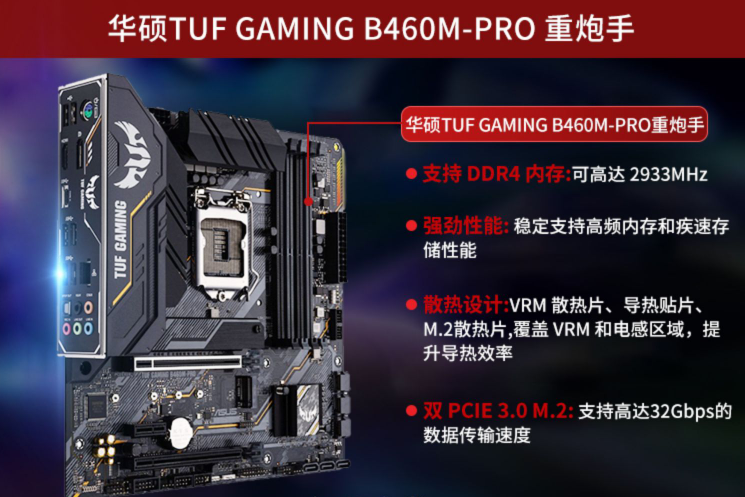 华硕TUF GAMING B460M-PRO 重炮手
华硕TUF GAMING B460M-PRO重炮手
支持 DDR4 内存:可高达 2933MHz
强劲性能: 稳定支持高频内存和疾速存
储性能
散热设计:VRM 散热片、导热贴片、
M.2散热片,覆盖 VRM 和电感区域，提
升导热效率
双 PCIE 3.0 M.2: 支持高达32Gbps的
数据传输速度
TUF GAMING
TUF GAMING
ASUS